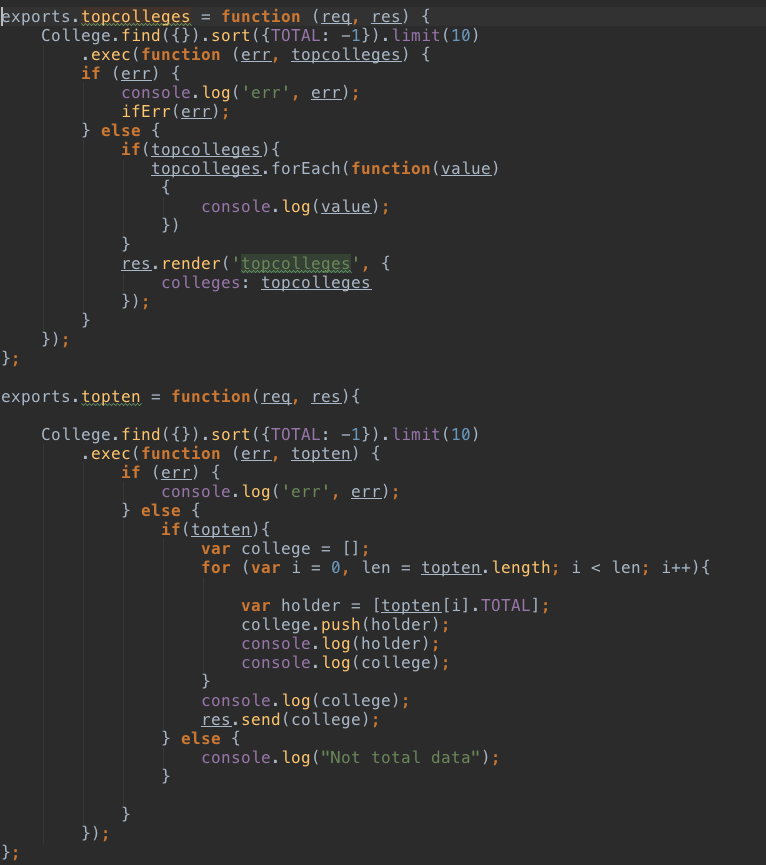 exports.topcolleges = function (req, res) {
    College.find({}).sort({TOTAL: -1}).limit(10)
        .exec(function (err, topcolleges) {
        if (err) {
            console.log('err', err);
            ifErr(err);
        } else {
            if(topcolleges){
               topcolleges.forEach(function(value)
                {
                    console.log(value);
                })
            }
            res.render('topcolleges', {
                colleges: topcolleges
            });
        }
    });
};

exports.topten = function(req, res){

    College.find({}).sort({TOTAL: -1}).limit(10)
        .exec(function (err, topten) {
            if (err) {
                console.log('err', err);
            } else {
                if(topten){
                    var college = [];
                    for (var i = 0, len = topten.length; i < len; i++){

                        var holder = [topten[i].TOTAL];
                        college.push(holder);
                        console.log(holder);
                        console.log(college);
                    }
                    console.log(college);
                    res.send(college);
                } else {
                    console.log("Not total data");
                }

            }
        });
};